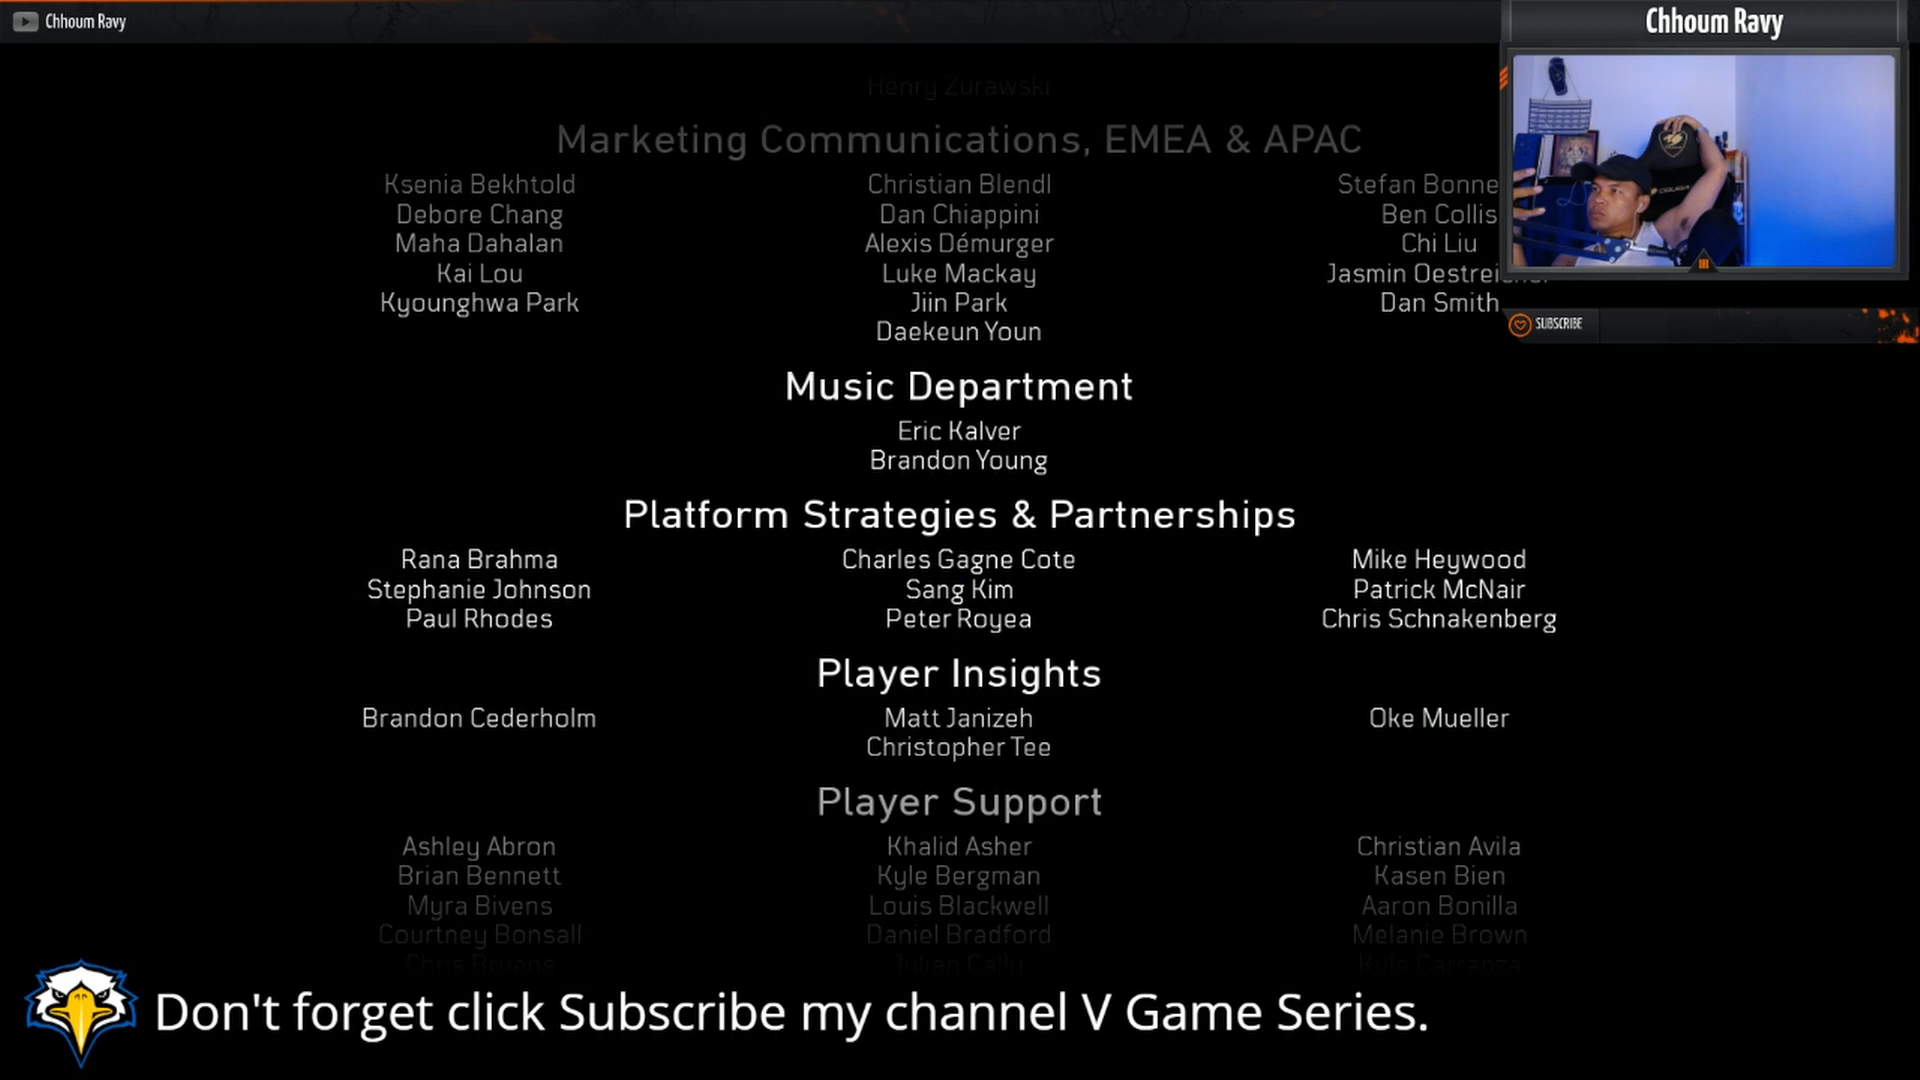 Chhoum Ravy
Chhoum Ravy
Henry Zurawski
Marketing Communications, EMEA & APAC
Ksenia Bekhtold Christian Blendl Stefan
Debore Chang Dan Chiappini Ben Collis
Maha Dahalan Alexis Démurger Chi Liu
Kai Lou Luke Mackay Jasmin
Kyounghwa Park Jiin Park Dan Smith
Daekeun Youn
SUBSCRIBE
Music Department
Eric Kalver
Brandon Young
Platform Strategies & Partnerships
Rana Brahma Charles Gagne Cote Mike Heywood
Stephanie Johnson Sang Kim Patrick McNair
Paul Rhodes Peter Royea Chris Schnakenberg
Player Insights
Brandon Cederholm Matt Janizeh Oke Mueller
Christopher Tee
Player Support
Ashley Abron Khalid Asher Christian Avila
Brian Bennett Kyle Bergman Kasen Bien
Myra Bivens Louis Blackwell Aaron Bonilla
Courtney Bonsall Daniel Bradford Melanie Brown
Don't forget click Subscribe my channel V Game Series.